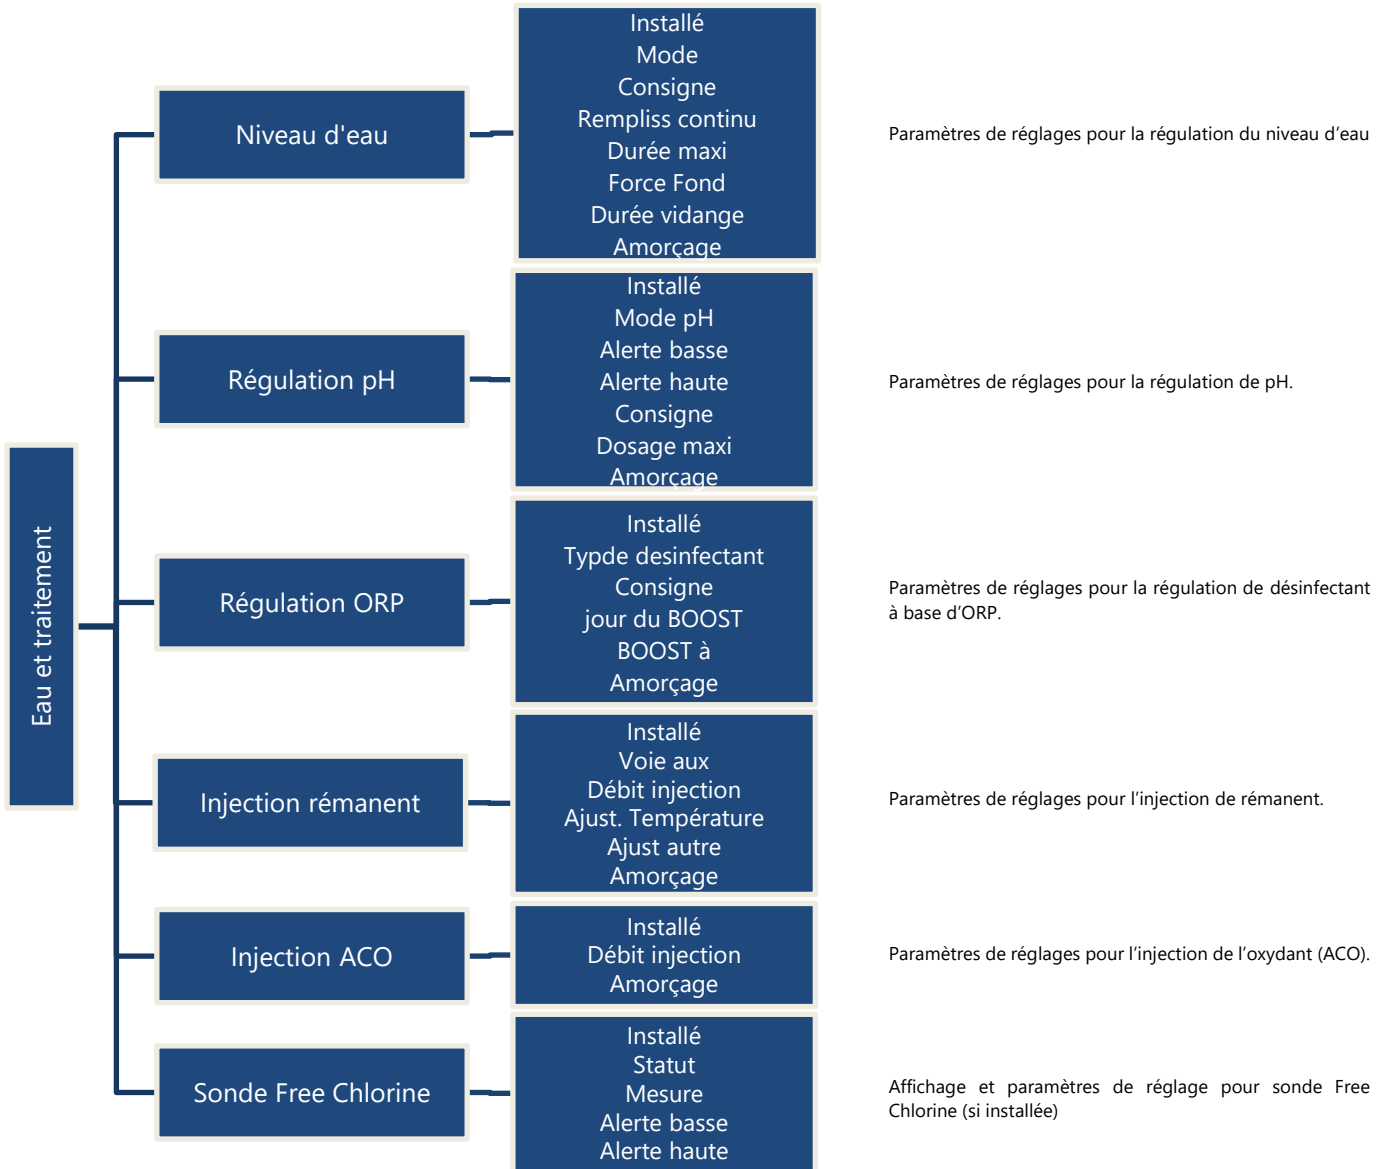 Eau et traitement
Niveau d'eau
Installé
Mode
Consigne
Rempliss continu
Durée maxi
Force Fond
Durée vidange
Amorçage
Paramètres de réglages pour la régulation du niveau d’eau
Régulation pH
Installé
Mode pH
Alerte basse
Alerte haute
Consigne
Dosage maxi
Amorçage
Paramètres de réglages pour la régulation de pH.
Régulation ORP
Installé
Typde desinfectant
Consigne
jour du BOOST
BOOST à
Amorçage
Paramètres de réglages pour la régulation de désinfectant
à base d’ORP.
Injection rémanent
Installé
Voie aux
Débit injection
Ajust. Température
Ajust autre
Amorçage
Paramètres de réglages pour l’injection de rémanent.
Injection ACO
Installé
Débit injection
Amorçage
Paramètres de réglages pour l’injection de l’oxydant (ACO).
Sonde Free Chlorine
Installé
Statut
Mesure
Alerte basse
Alerte haute
Affichage et paramètres de réglage pour sonde Free
Chlorine (si installée)